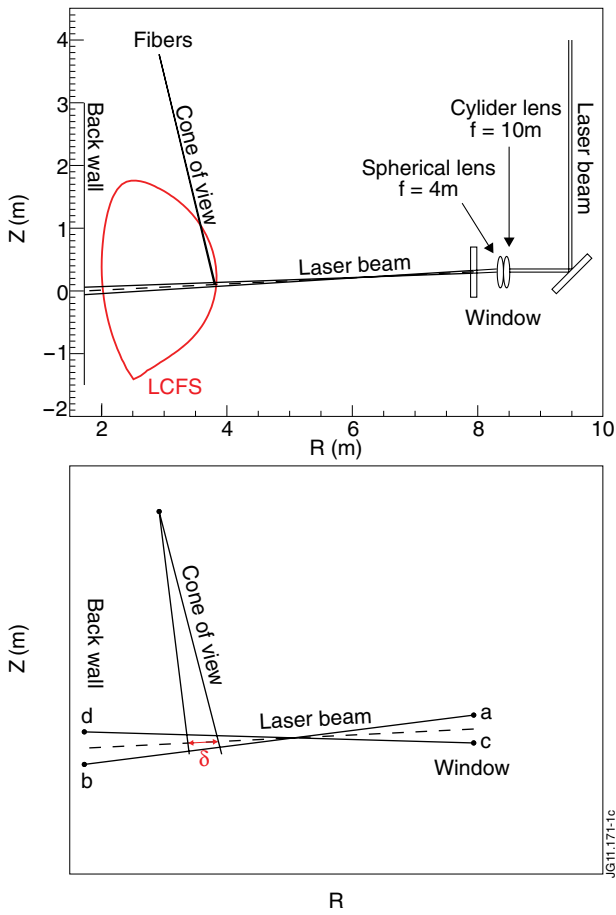 Fibers
Cylider lens
f = 10m
Spherical lens
f = 4m
Back wall
Cone of view
Laser beam
Laser beam
Window
LCFS
Z (m)
4
3
2
1
0
−1
−2
2
4
6
8
10
R (m)
Back wall
Cone of view
Laser beam
a
d
c
b
δ
Window
Z (m)
R
JG11.171-1c